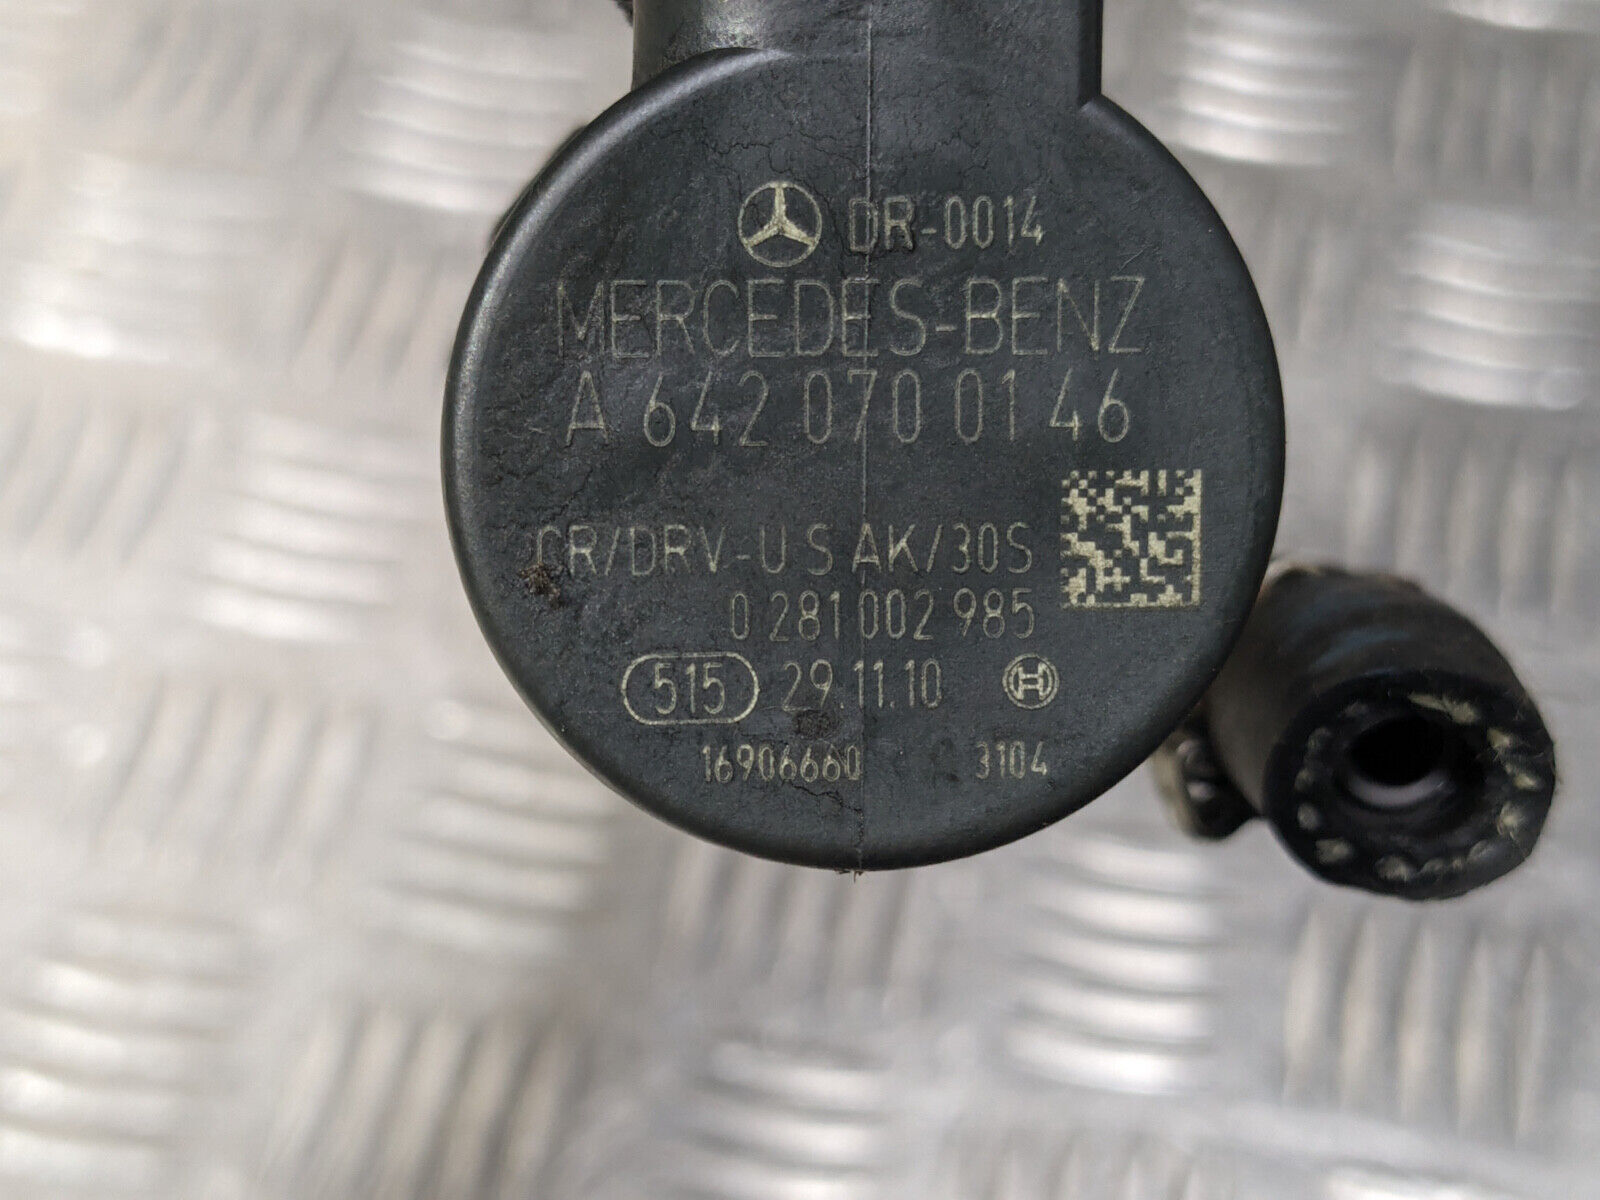 DR-0014
MERCEDES-BENZ
A 642 070 01 46
CR/DRV-U S AK/30S
0 281 002 985
515 29.11.10
16906660 3104